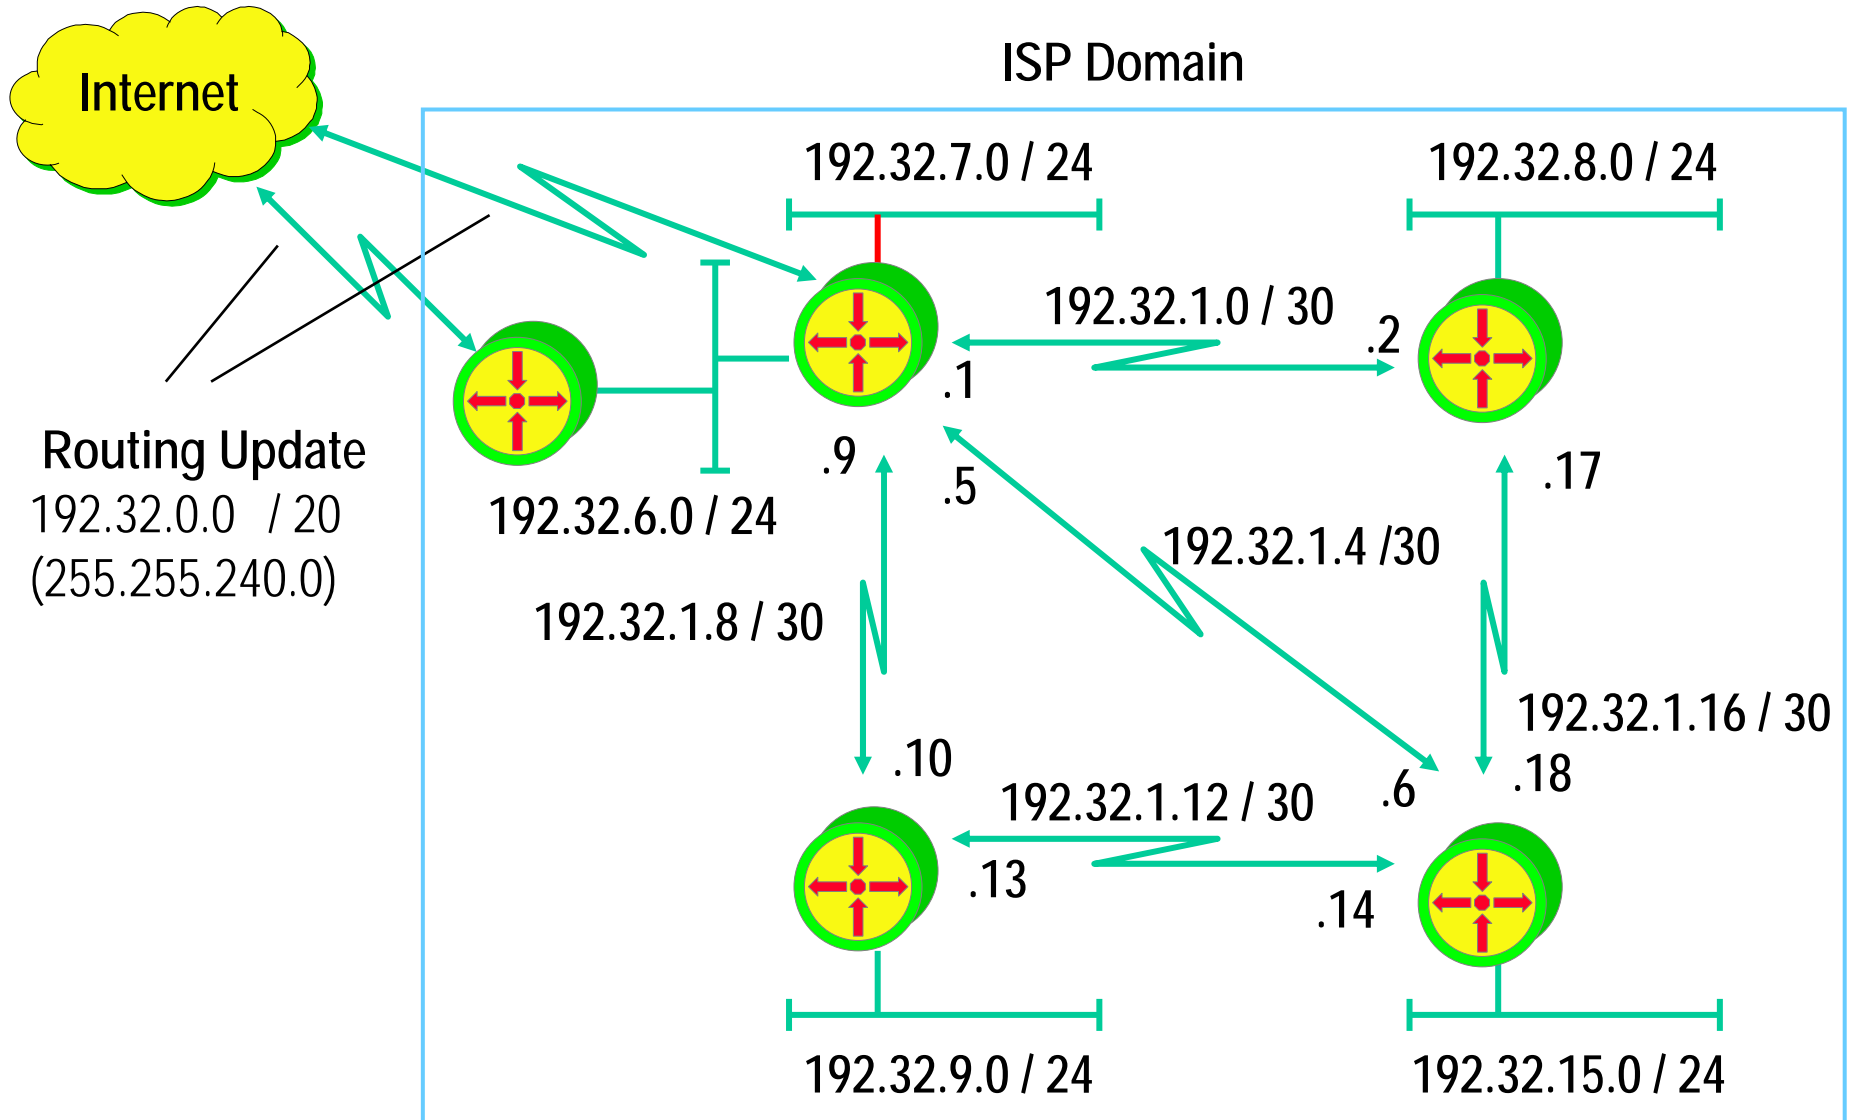 ISP Domain
Internet
192.32.7.0 / 24
192.32.8.0 / 24
192.32.1.0 / 30
.2
.1
Routing Update
192.32.0.0 / 20
(255.255.240.0)
.9
.5
.17
192.32.6.0 / 24
192.32.1.4 /30
192.32.1.8 / 30
192.32.1.16 / 30
.10
.6
.18
192.32.1.12 / 30
.13
.14
192.32.9.0 / 24
192.32.15.0 / 24